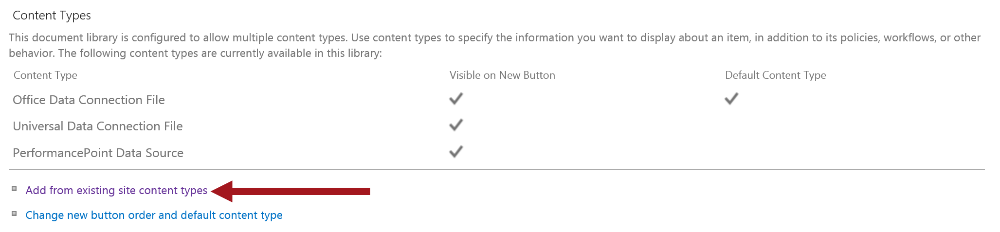 Content Types
This document library is configured to allow multiple content types. Use content types to specify the information you want to display about an item, in addition to its policies, workflows, or other
behavior. The following content types are currently available in this library:
Content Type Visible on New Button Default Content Type
Office Data Connection File
Universal Data Connection File
PerformancePoint Data Source
Add from existing site content types
Change new button order and default content type